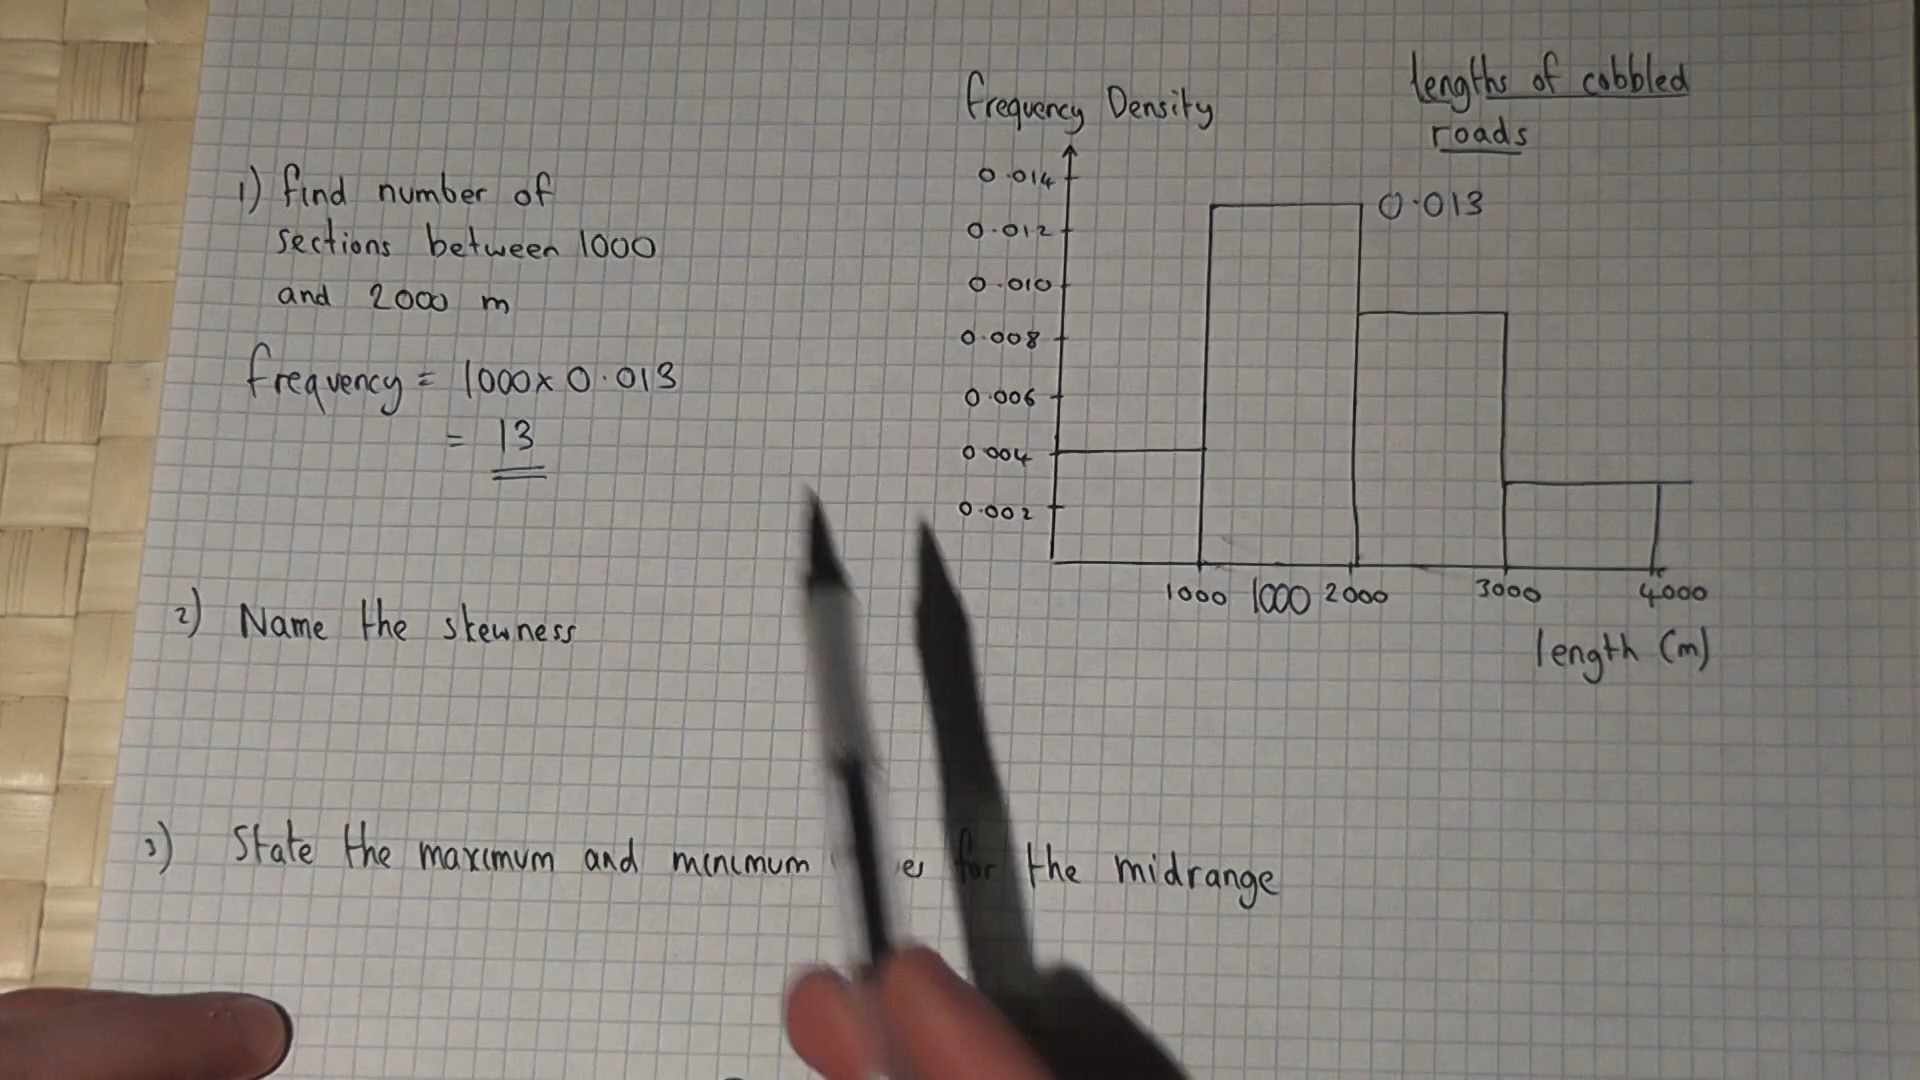 1) find number of
sections between 1000
and 2000 m
frequency = 1000 x 0.013
= 13
2) Name the skewness
3) State the maximum and minimum for the midrange
frequency Density
lengths of cobbled
roads
0.014
0.013
0.012
0.010
0.008
0.006
0.004
0.002
1000 1000 2000 3000 4000
length (m)